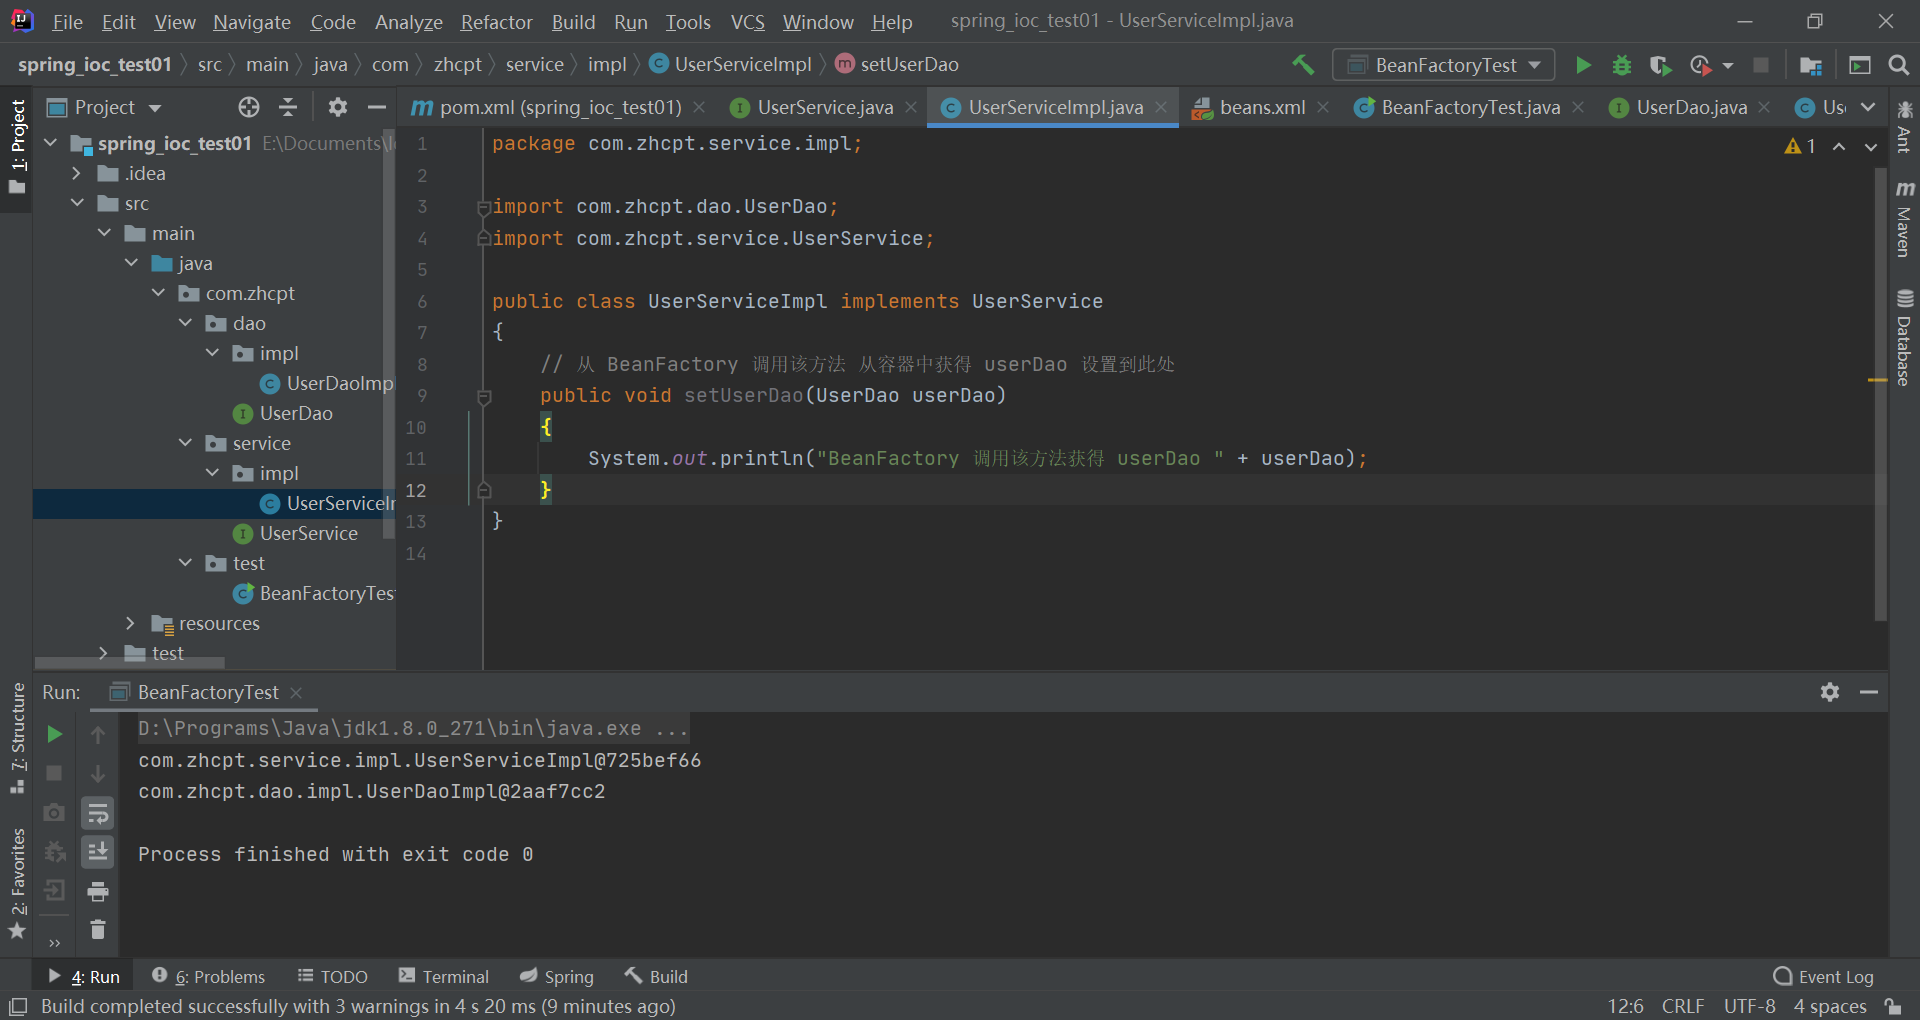 File Edit View Navigate Code Analyze Refactor Build Run Tools VCS Window Help spring_ioc_test01 - UserServiceImpl.java
spring_ioc_test01 src main java com zhcpt service impl UserServiceImpl setUserDao BeanFactoryTest
1: Project
Project
pom.xml (spring_ioc_test01) UserService.java UserServiceImpl.java beans.xml BeanFactoryTest.java UserDao.java Us
spring_ioc_test01 E:\Documents\I
.idea
src
main
java
com.zhcpt
dao
impl
UserDaoImp
UserDao
service
impl
UserServiceI
UserService
test
BeanFactoryTes
resources
test
1 package com.zhcpt.service.impl;
2
3 import com.zhcpt.dao.UserDao;
4 import com.zhcpt.service.UserService;
5
6 public class UserServiceImpl implements UserService
7 {
8 // 从 BeanFactory 调用该方法 从容器中获得 userDao 设置到此处
9 public void setUserDao(UserDao userDao)
10 {
11 System.out.println("BeanFactory 调用该方法获得 userDao " + userDao);
12 }
13 }
14
1
Ant
Maven
Database
7: Structure
2: Favorites
Run: BeanFactoryTest
D:\Programs\Java\jdk1.8.0_271\bin\java.exe ...
com.zhcpt.service.impl.UserServiceImpl@725bef66
com.zhcpt.dao.impl.UserDaoImpl@2aaf7cc2
Process finished with exit code 0
4: Run 6: Problems TODO Terminal Spring Build Event Log
Build completed successfully with 3 warnings in 4 s 20 ms (9 minutes ago) 12:6 CRLF UTF-8 4 spaces